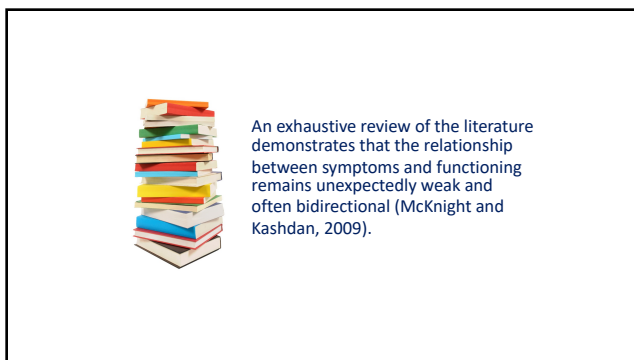 An exhaustive review of the literature
demonstrates that the relationship
between symptoms and functioning
remains unexpectedly weak and
often bidirectional (McKnight and
Kashdan, 2009).